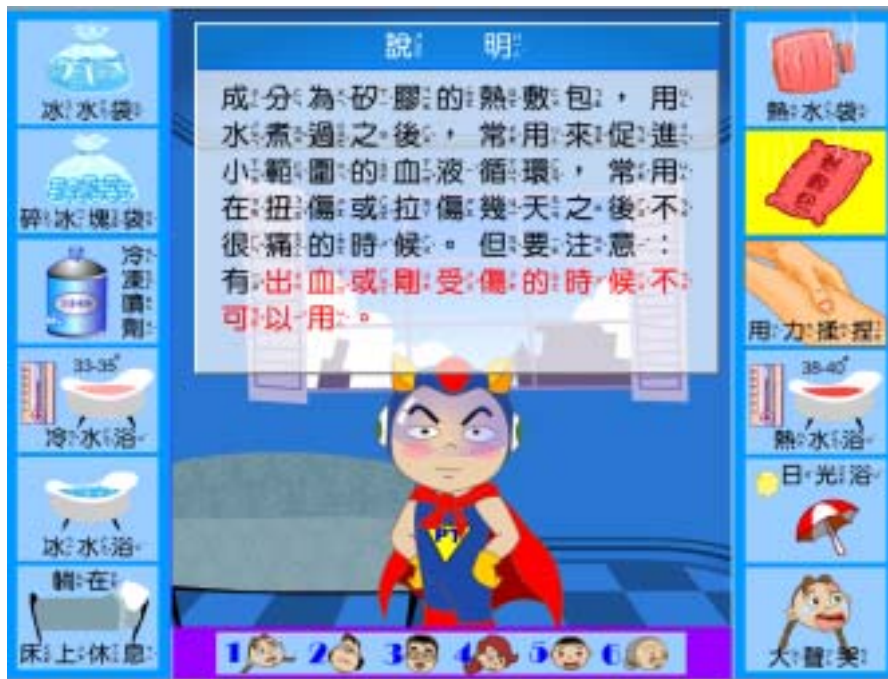 說 明
成分為矽膠的熱敷包，用
水煮過之後，常用來促進
小範圍的血液循環，常用
在扭傷或拉傷幾天之後不
很痛的時候。但要注意：
有出血或剛受傷的時候不
可以用。
冰水袋
碎冰塊袋
冷凍噴劑
33-35°
冷水浴
冰水浴
躺在
床上休息
熱水袋
熱敷包
用力搓捏
38-40°
熱水浴
日光浴
大聲哭
PT
1 2 3 4 5 6